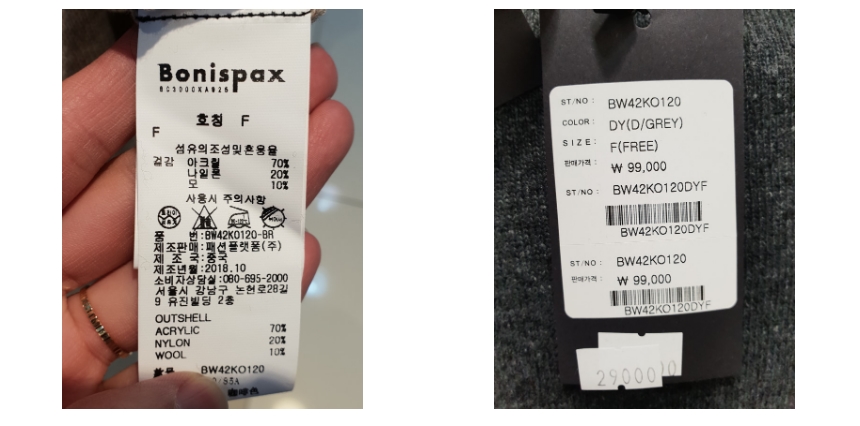 Bonispax
호칭 F
F
섬유의조성및혼용율
겉감 아크릴 70%
나일론 20%
모 10%
사용시 주의사항
품 번:BW42KO120-BR
제조판매:패션플랫폼(주)
제 조 국:중국
제조년월:2018.10
소비자상담실:080-695-2000
서울시 강남구 논현로28길
9 유진빌딩 2층
OUTSHELL
ACRYLIC 70%
NYLON 20%
WOOL 10%
BW42KO120
ST/NO : BW42KO120
COLOR : DY(D/GREY)
SIZE : F(FREE)
판매가격 : ₩ 99,000
ST/NO : BW42KO120DYF
BW42KO120DYF
ST/NO : BW42KO120
판매가격 : ₩ 99,000
BW42KO120DYF
29000